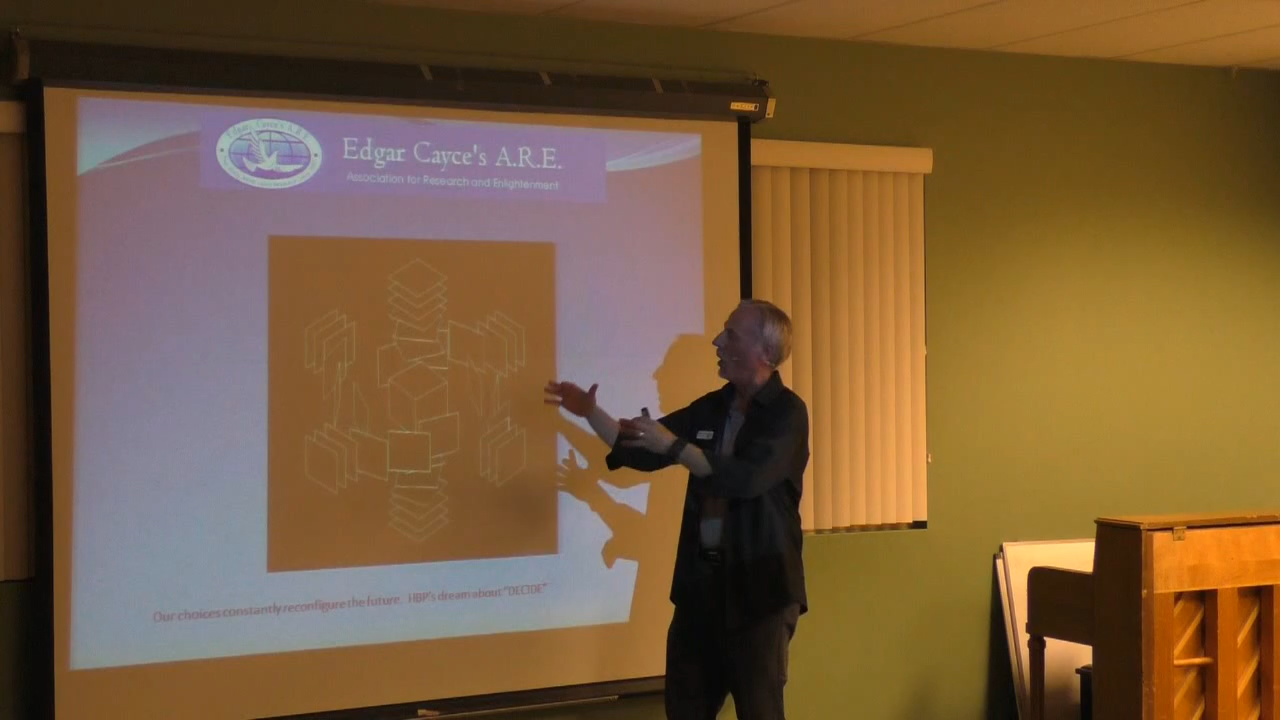 Edgar Cayce's A.R.E.
Association for Research and Enlightenment
Our choices constantly reconfigure the future. HBP's dream about "DECIDE"